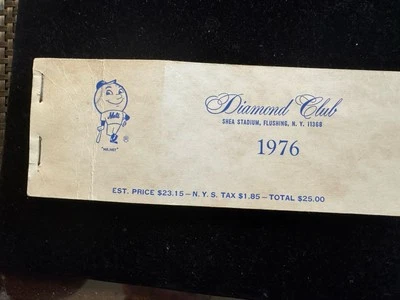 Diamond Club
SHEA STADIUM, FLUSHING, N. Y. 11368
1976
Mets
"MR. MET"
®
EST. PRICE $23.15—N. Y. S. TAX $1.85—TOTAL $25.00